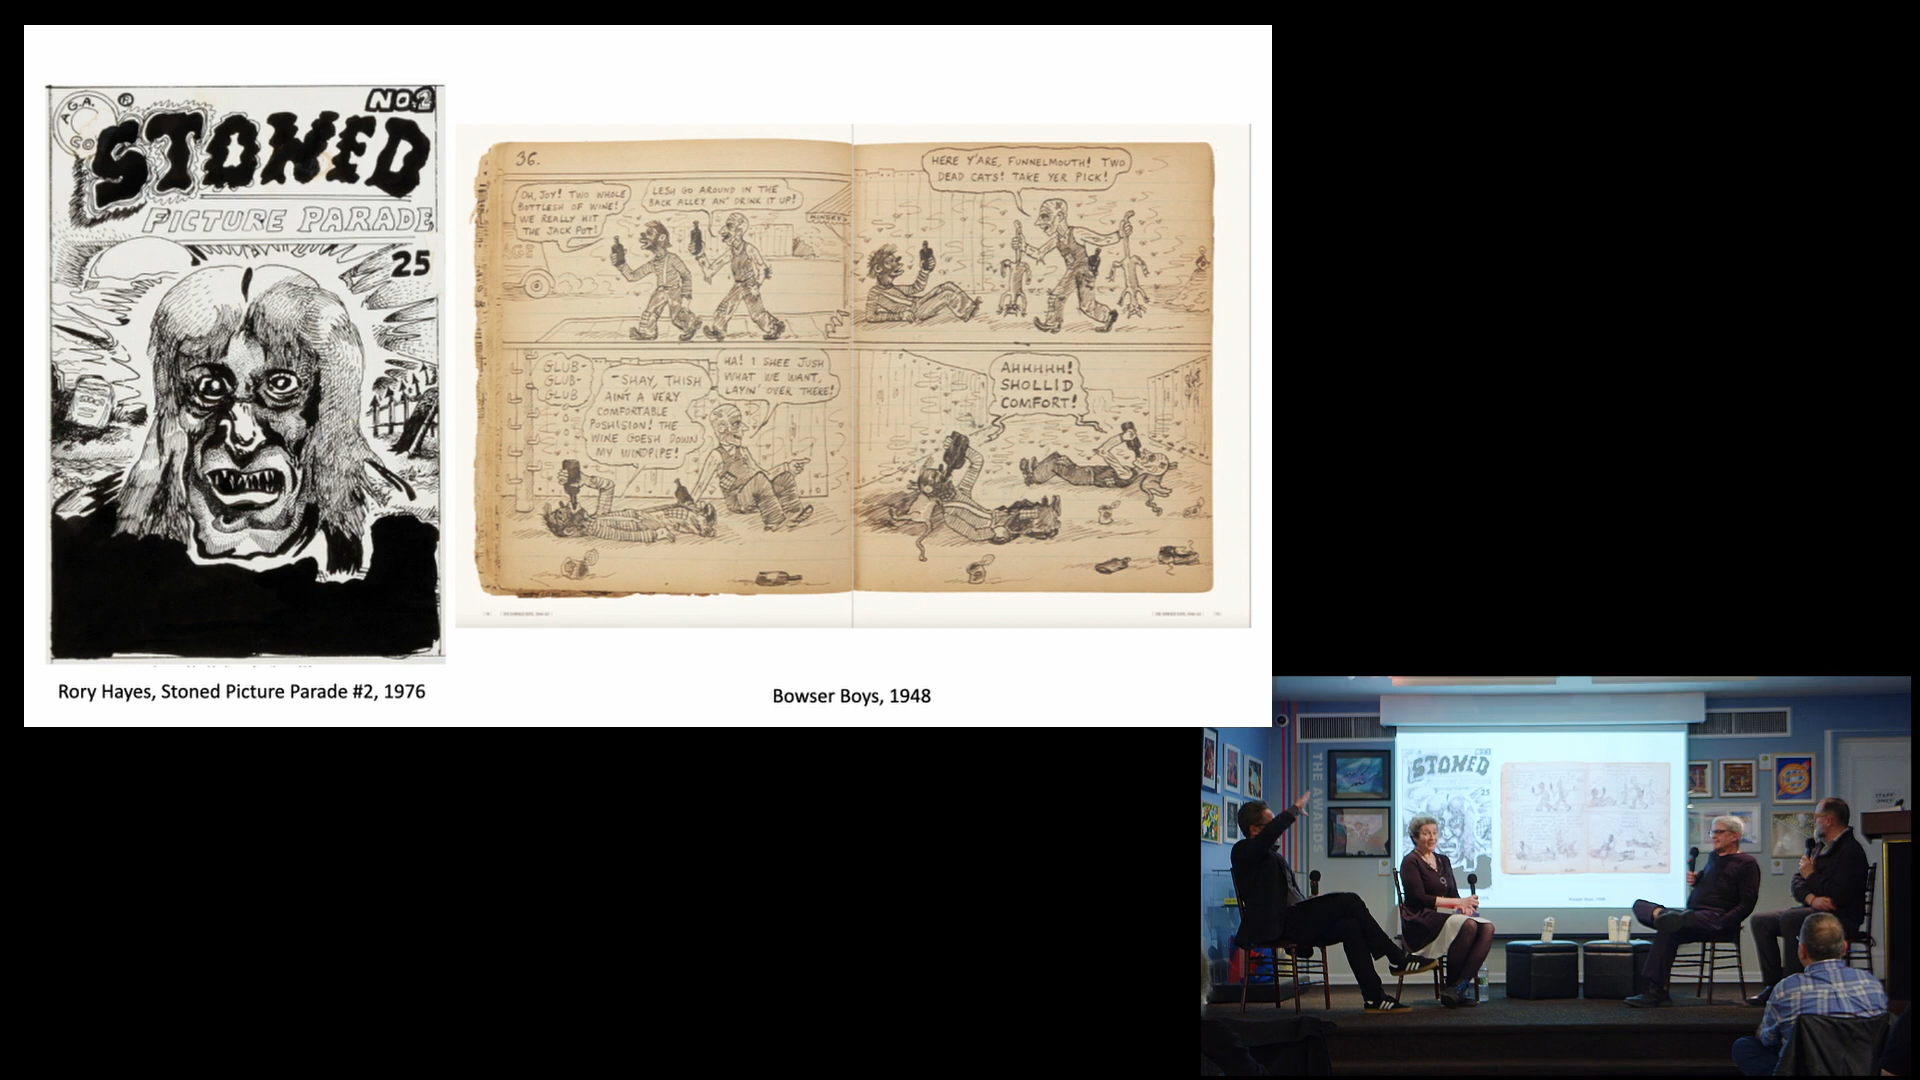 A.G.A.
CO
R
NO.2
STONED
PICTURE PARADE
25
Rory Hayes, Stoned Picture Parade #2, 1976
36.
OH, JOY! TWO WHOLE
BOTTLESH OF WINE!
WE REALLY HIT
THE JACK POT!
LESH GO AROUND IN THE
BACK ALLEY AN' DRINK IT UP!
HERE Y'ARE, FUNNELMOUTH! TWO
DEAD CATS! TAKE YER PICK!
GLUB-
GLUB-
GLUB
-SHAY, THISH
AIN'T A VERY
COMFORTABLE
POSHISION! THE
WINE GOESH DOWN
MY WINDPIPE!
HA! I SHEE JUSH
WHAT WE WANT,
LAYIN' OVER THERE!
AHHHHH!
SHOLLID
COMFORT!
Bowser Boys, 1948
THE AWARDS
STONED
25